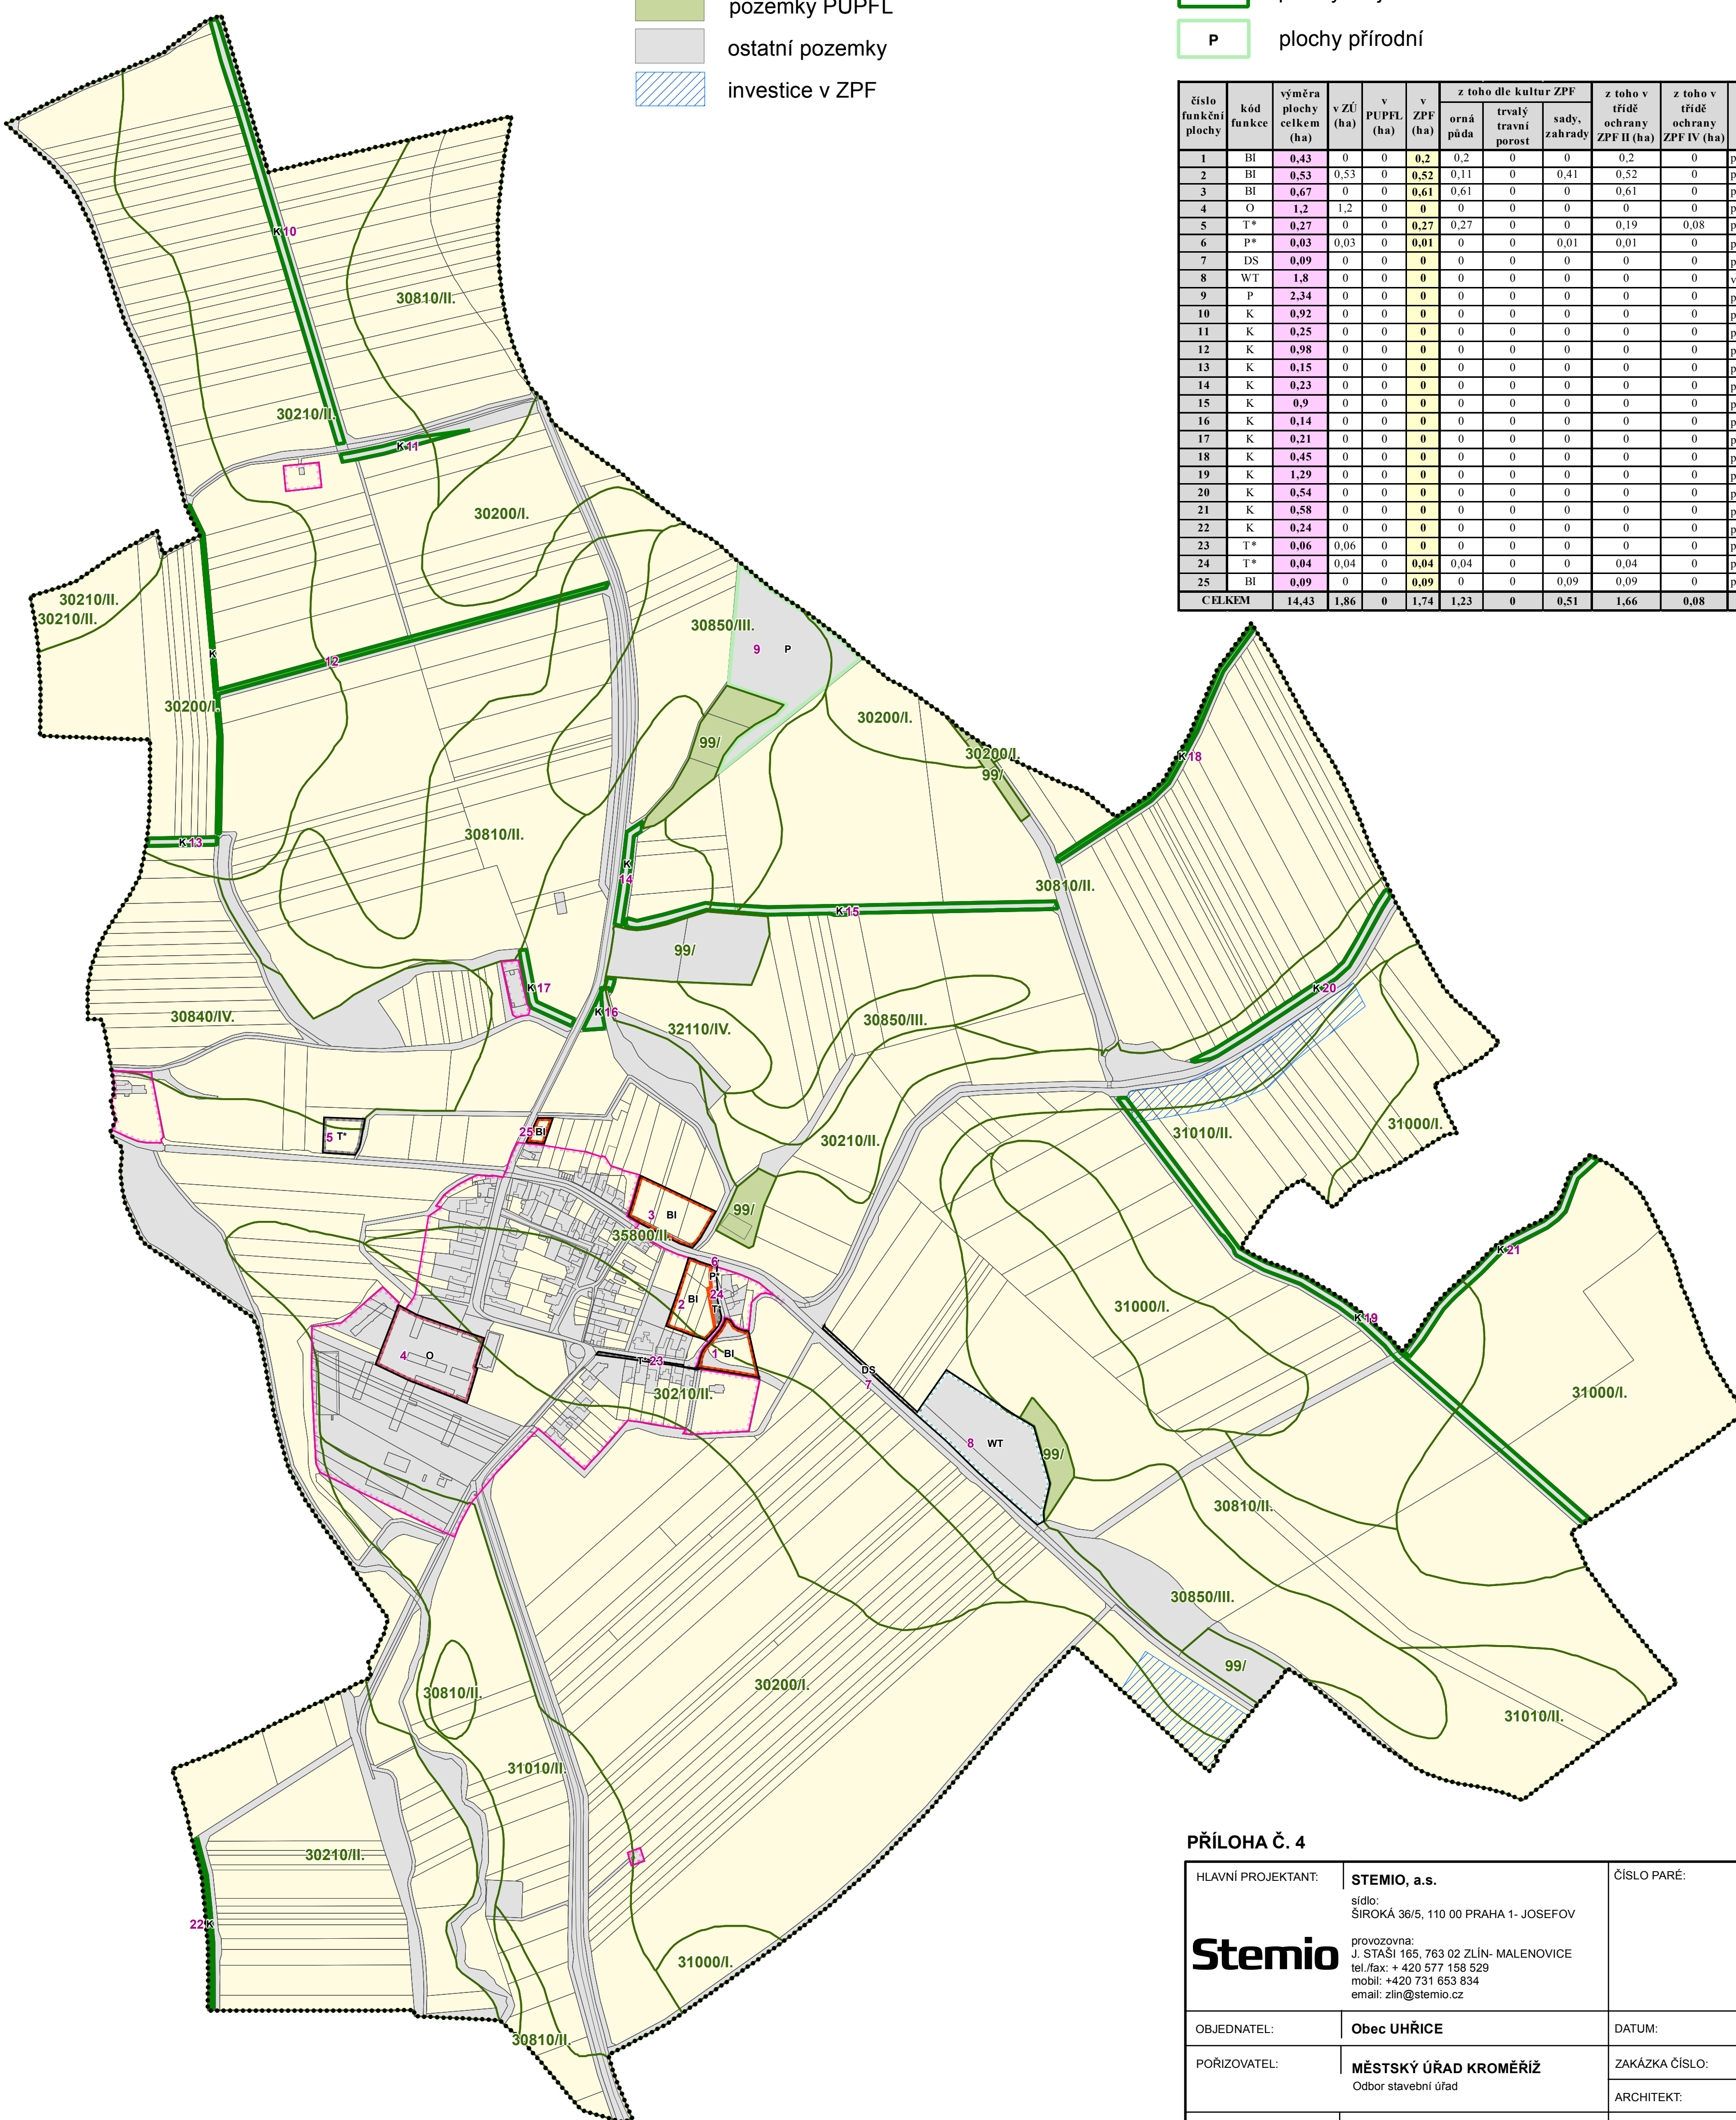 pozemky PUPFL
ostatní pozemky
investice v ZPF
P plochy přírodní
číslo funkční plochy | kód funkce | výměra plochy celkem (ha) | v ZÚ (ha) | v PUPFL (ha) | v ZPF (ha) | z toho dle kultur ZPF | orná půda | trvalý travní porost | sady, zahrady | z toho v třídě ochrany ZPF II (ha) | z toho v třídě ochrany ZPF IV (ha)
1 BI 0,43 0 0 0,2 0,2 0 0 0,2 0 p
2 BI 0,53 0,53 0 0,52 0,11 0 0,41 0,52 0 p
3 BI 0,67 0 0 0,61 0,61 0 0 0,61 0 p
4 O 1,2 1,2 0 0 0 0 0 0 0 p
5 T* 0,27 0 0 0,27 0,27 0 0 0,19 0,08 p
6 P* 0,03 0,03 0 0,01 0 0 0,01 0,01 0 p
7 DS 0,09 0 0 0 0 0 0 0 0 p
8 WT 1,8 0 0 0 0 0 0 0 0 v
9 P 2,34 0 0 0 0 0 0 0 0 p
10 K 0,92 0 0 0 0 0 0 0 0 p
11 K 0,25 0 0 0 0 0 0 0 0 p
12 K 0,98 0 0 0 0 0 0 0 0 p
13 K 0,15 0 0 0 0 0 0 0 0 p
14 K 0,23 0 0 0 0 0 0 0 0 p
15 K 0,9 0 0 0 0 0 0 0 0 p
16 K 0,14 0 0 0 0 0 0 0 0 p
17 K 0,21 0 0 0 0 0 0 0 0 p
18 K 0,45 0 0 0 0 0 0 0 0 p
19 K 1,29 0 0 0 0 0 0 0 0 p
20 K 0,54 0 0 0 0 0 0 0 0 p
21 K 0,58 0 0 0 0 0 0 0 0 p
22 K 0,24 0 0 0 0 0 0 0 0 p
23 T* 0,06 0,06 0 0 0 0 0 0 0 p
24 T* 0,04 0,04 0 0,04 0,04 0 0 0,04 0 p
25 BI 0,09 0 0 0,09 0 0 0,09 0,09 0 p
CELKEM 14,43 1,86 0 1,74 1,23 0 0,51 1,66 0,08
K 10
30810/II.
30210/II.
K 11
30200/I.
30210/II.
30210/II.
30850/III.
9 P
K
12
30200/I.
30200/I.
99/
30200/I.
99/
K 18
30810/II.
K 13
K
14
30810/II.
K 15
99/
K 17
K 20
K 16
30840/IV.
32110/IV.
30850/III.
31010/II.
31000/I.
5 T*
25 BI
30210/II.
3 BI
99/
35800/II.
K 21
6
P*
2 BI
24
T*
31000/I.
K 19
4 O
1 BI
T* 23
DS
7
30210/II.
31000/I.
8 WT
99/
30810/II.
30850/III.
99/
30200/I.
30810/II.
31010/II.
31010/II.
30210/II.
22 K
31000/I.
30810/II.
PŘÍLOHA Č. 4
HLAVNÍ PROJEKTANT:
STEMIO, a.s.
ČÍSLO PARÉ:
sídlo:
ŠIROKÁ 36/5, 110 00 PRAHA 1- JOSEFOV
Stemio
provozovna:
J. STAŠI 165, 763 02 ZLÍN- MALENOVICE
tel./fax: + 420 577 158 529
mobil: +420 731 653 834
email: zlin@stemio.cz
OBJEDNATEL:
Obec UHŘICE
DATUM:
POŘIZOVATEL:
MĚSTSKÝ ÚŘAD KROMĚŘÍŽ
Odbor stavební úřad
ZAKÁZKA ČÍSLO:
ARCHITEKT: